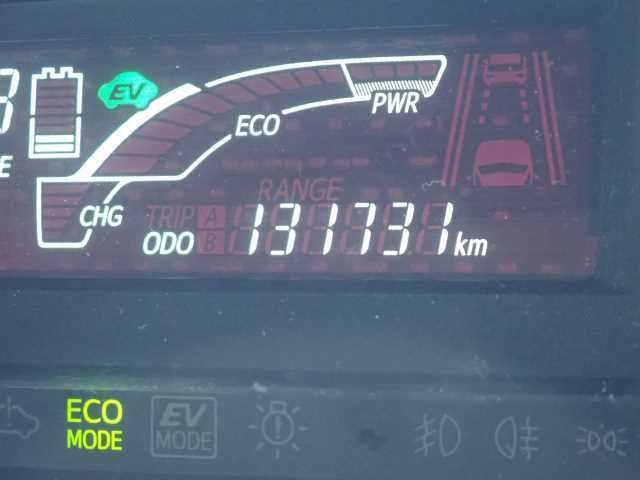 EV
ECO
PWR
RANGE
CHG
TRIP A
ODO B 131731 km
ECO
MODE
EV
MODE